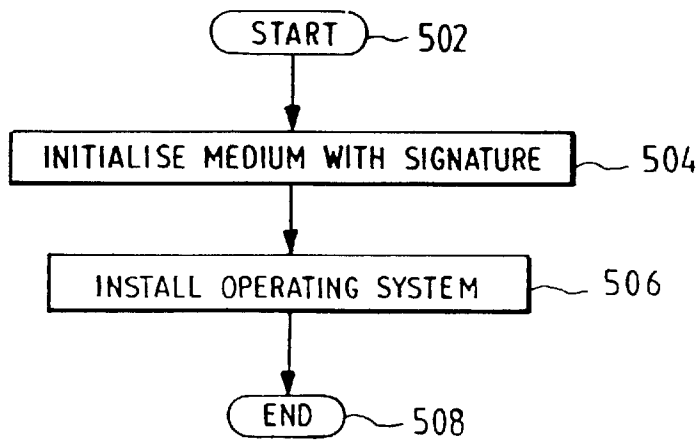 START 502
INITIALISE MEDIUM WITH SIGNATURE 504
INSTALL OPERATING SYSTEM 506
END 508